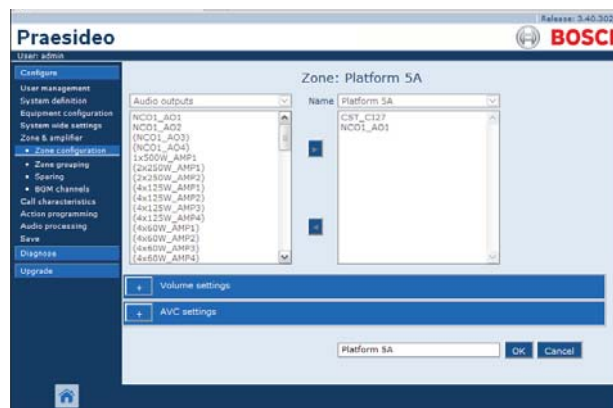 Release: 3.40.302
Praesideo
BOSCH
User: admin
Configure
User management
System definition
Equipment configuration
System wide settings
Zone & amplifier
• Zone configuration
• Zone grouping
• Sparing
• BGM channels
Call characteristics
Action programming
Audio processing
Save
Diagnose
Upgrade
Zone: Platform 5A
Audio outputs
NCO1_AO1
NCO1_AO2
(NCO1_AO3)
(NCO1_AO4)
1x500W_AMP1
(2x250W_AMP1)
(2x250W_AMP2)
(4x125W_AMP1)
(4x125W_AMP2)
(4x125W_AMP3)
(4x125W_AMP4)
(4x60W_AMP1)
(4x60W_AMP2)
(4x60W_AMP3)
(4x60W_AMP4)
Name
Platform 5A
CST_CI27
NCO1_AO1
+ Volume settings
+ AVC settings
Platform 5A
OK
Cancel